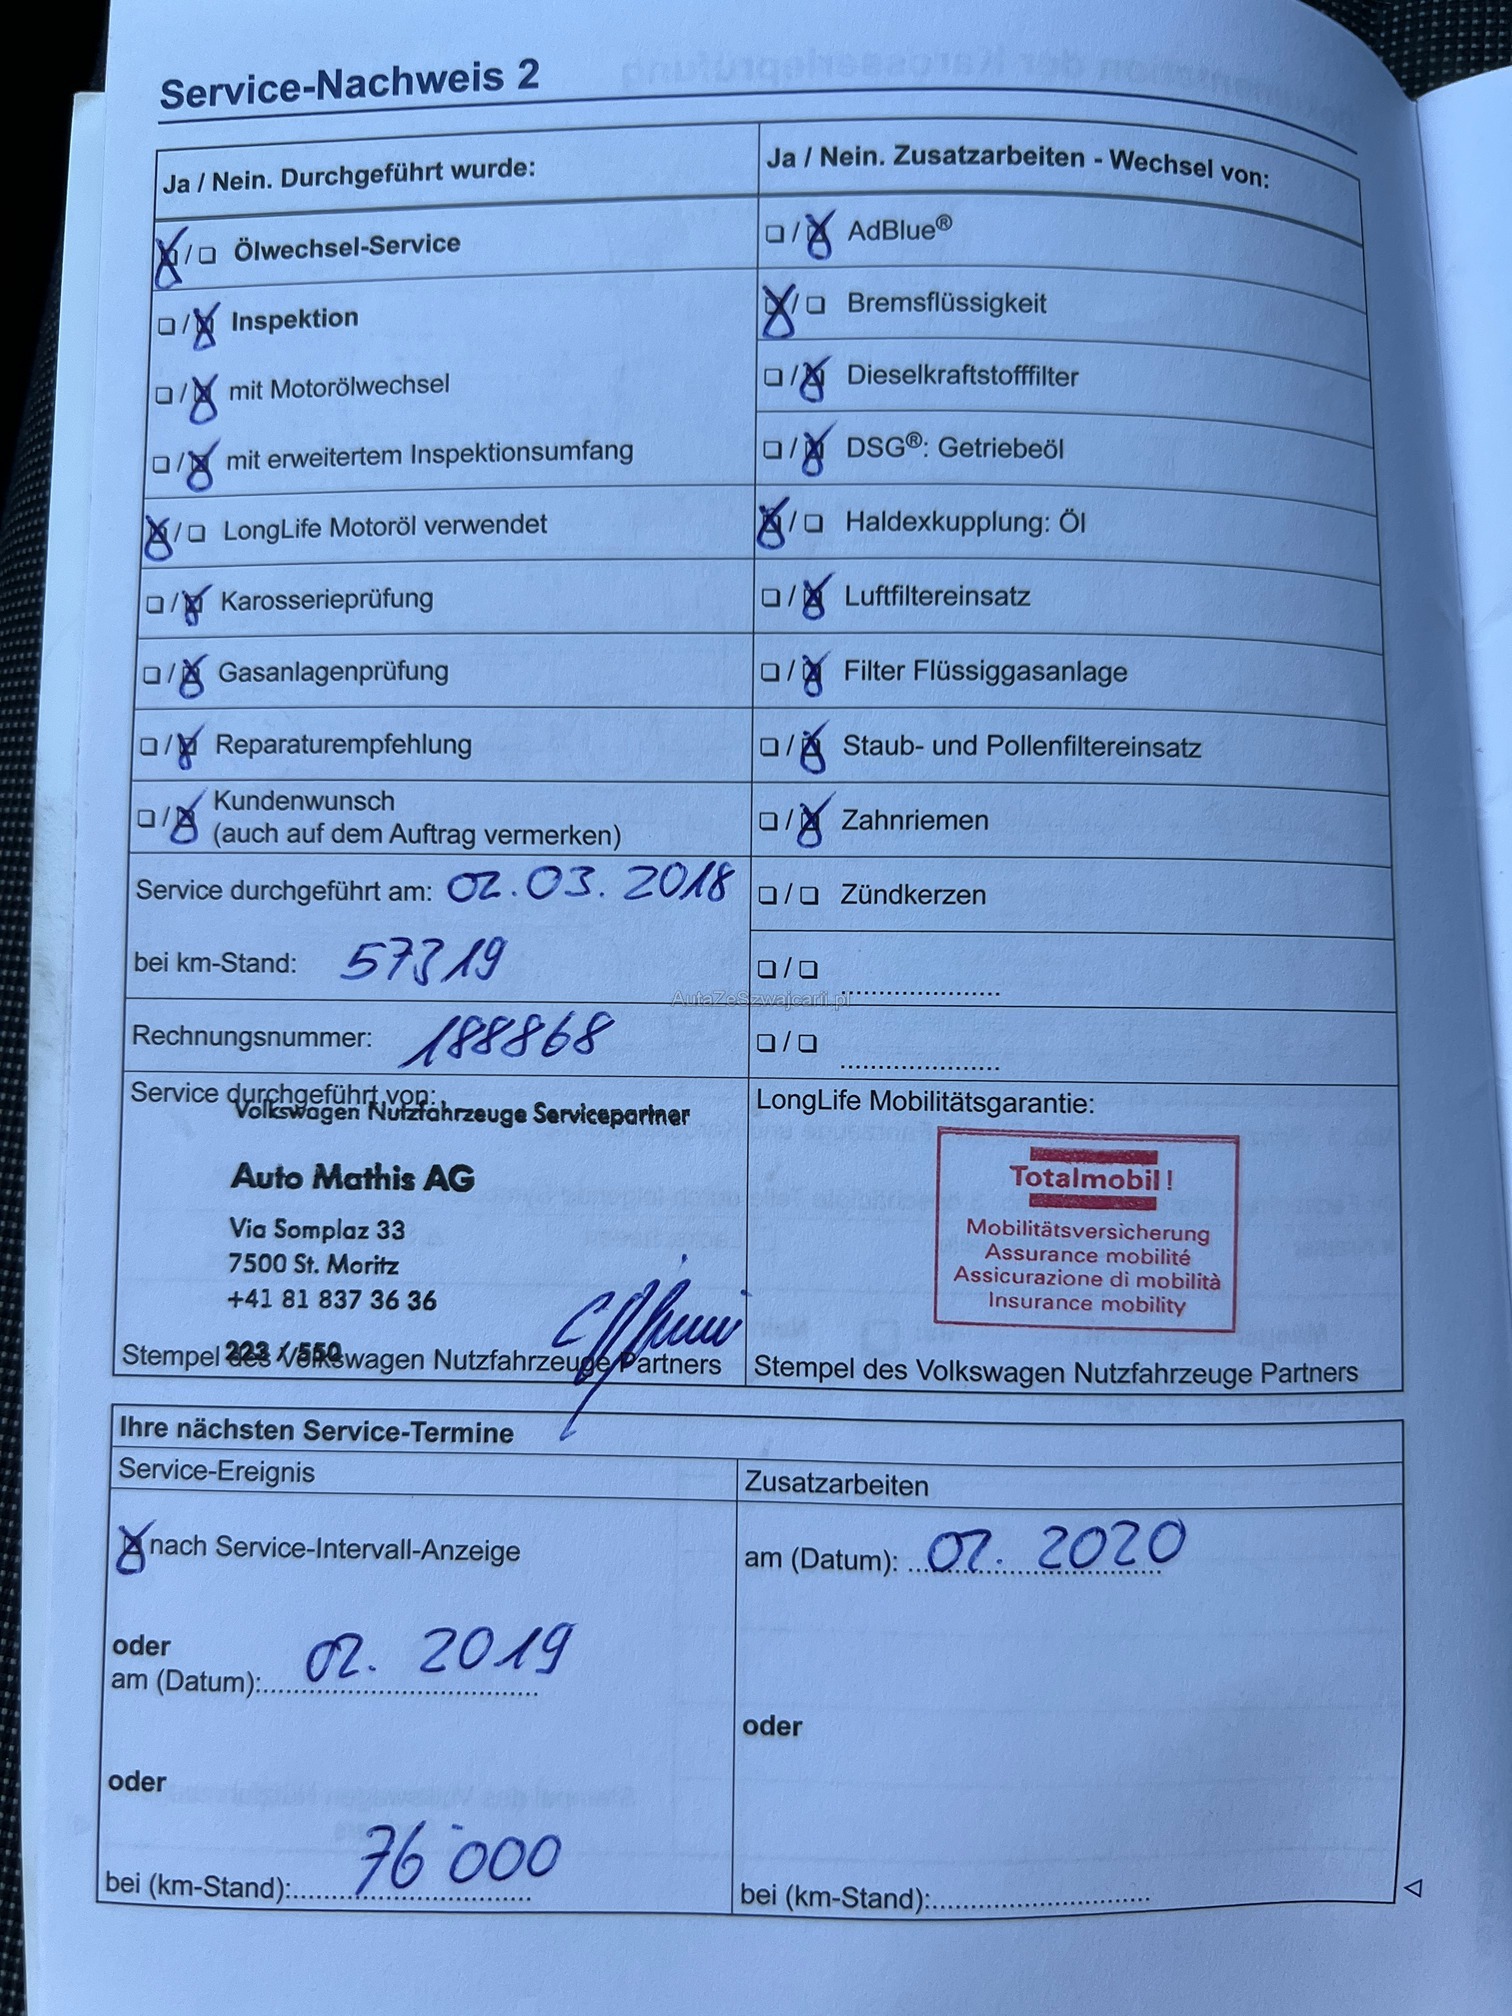 Service-Nachweis 2
Ja / Nein. Durchgeführt wurde:
☒/☐ Ölwechsel-Service
☐/☒ Inspektion
☐/☒ mit Motorölwechsel
☐/☒ mit erweitertem Inspektionsumfang
☒/☐ LongLife Motoröl verwendet
☐/☒ Karosserieprüfung
☐/☒ Gasanlagenprüfung
☐/☒ Reparaturempfehlung
☐/☒ Kundenwunsch
(auch auf dem Auftrag vermerken)
Service durchgeführt am: 02.03.2018
bei km-Stand: 57319
Rechnungsnummer: 188868
Service durchgeführt von:
Volkswagen Nutzfahrzeuge Servicepartner
Auto Mathis AG
Via Somplaz 33
7500 St. Moritz
+41 81 837 36 36
223 / 550
Stempel des Volkswagen Nutzfahrzeuge Partners
Ja / Nein. Zusatzarbeiten - Wechsel von:
☐/☒ AdBlue®
☒/☐ Bremsflüssigkeit
☐/☒ Dieselkraftstofffilter
☐/☒ DSG®: Getriebeöl
☒/☐ Haldexkupplung: Öl
☐/☒ Luftfiltereinsatz
☐/☒ Filter Flüssiggasanlage
☐/☒ Staub- und Pollenfiltereinsatz
☐/☒ Zahnriemen
☐/☐ Zündkerzen
☐/☐ ....................
☐/☐ ....................
AutaZeSzwajcarii.pl
LongLife Mobilitätsgarantie:
Totalmobil!
Mobilitätsversicherung
Assurance mobilité
Assicurazione di mobilità
Insurance mobility
Stempel des Volkswagen Nutzfahrzeuge Partners
Ihre nächsten Service-Termine
Service-Ereignis
☒ nach Service-Intervall-Anzeige
oder
am (Datum): 02. 2019
oder
bei (km-Stand): 76'000
Zusatzarbeiten
am (Datum): 02. 2020
oder
bei (km-Stand):....................